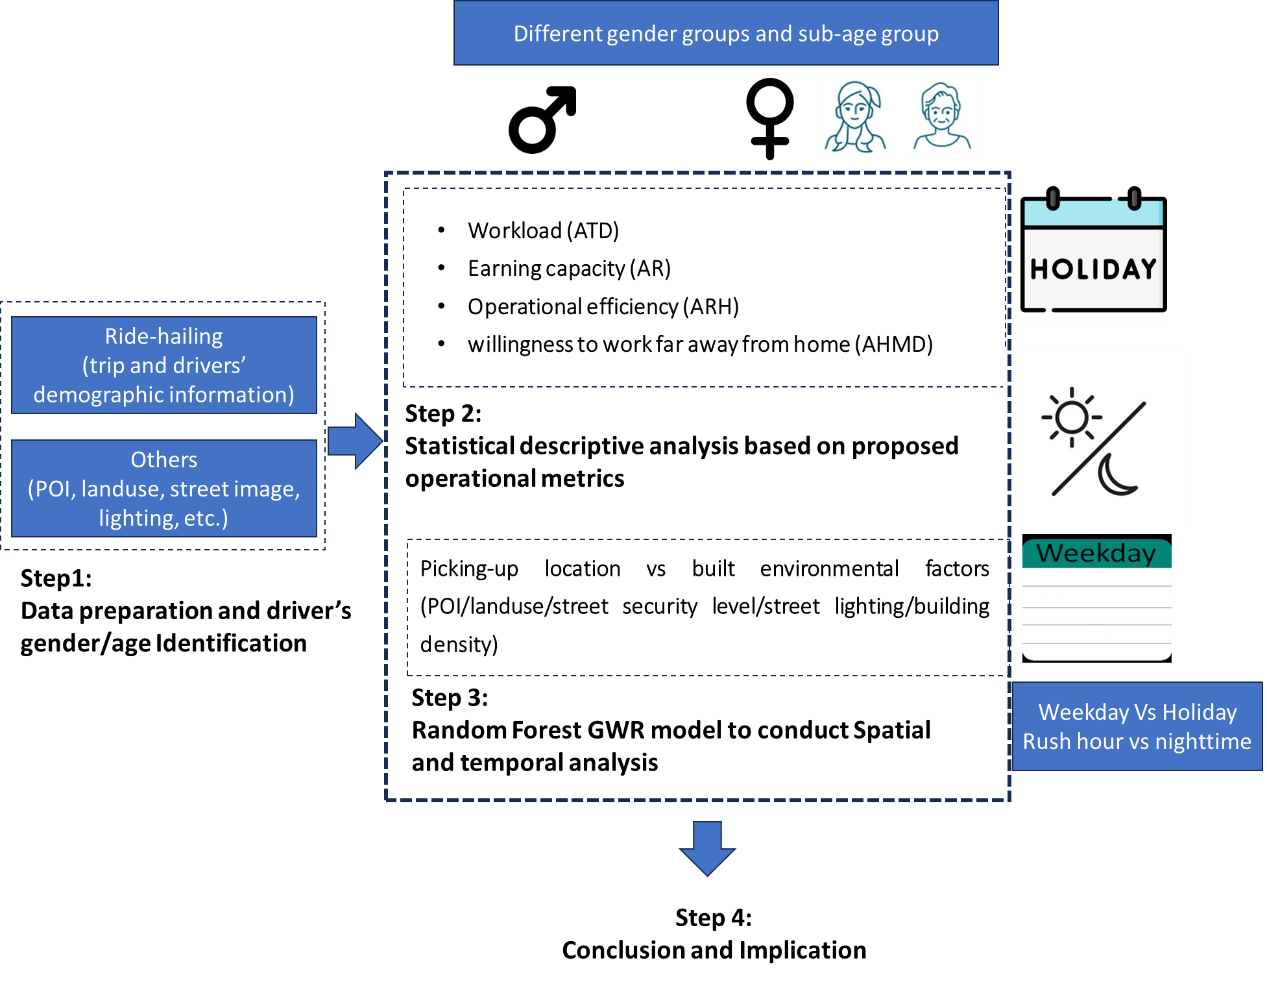 Different gender groups and sub-age group
Workload (ATD)
Earning capacity (AR)
Operational efficiency (ARH)
willingness to work far away from home (AHMD)
HOLIDAY
Ride-hailing
(trip and drivers’
demographic information)
Others
(POI, landuse, street image,
lighting, etc.)
Step1:
Data preparation and driver’s
gender/age Identification
Step 2:
Statistical descriptive analysis based on proposed
operational metrics
Weekday
Picking-up location vs built environmental factors
(POI/landuse/street security level/street lighting/building
density)
Step 3:
Random Forest GWR model to conduct Spatial
and temporal analysis
Weekday Vs Holiday
Rush hour vs nighttime
Step 4:
Conclusion and Implication